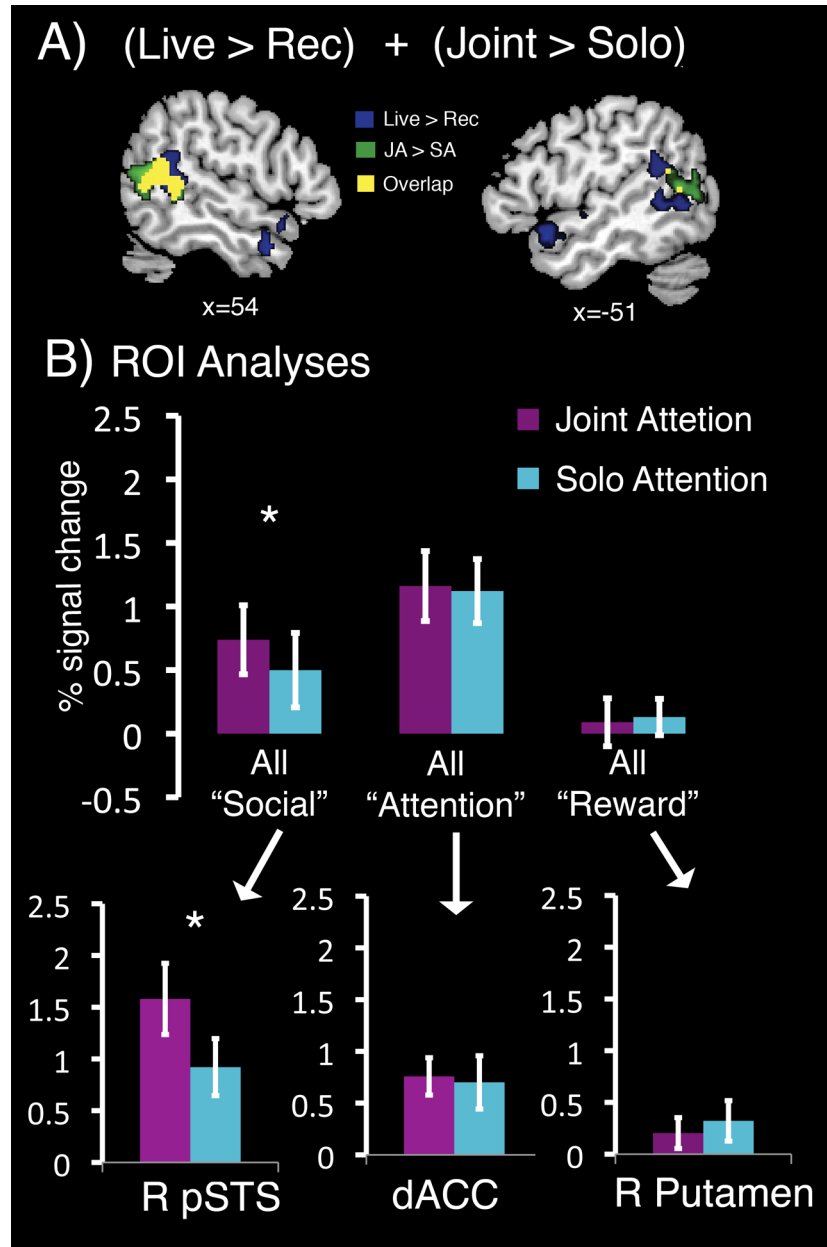 A) (Live > Rec) + (Joint > Solo)
Live > Rec
JA > SA
Overlap
x=54
x=-51
B) ROI Analyses
Joint Attetion
Solo Attention
% signal change
2.5
2
1.5
1
0.5
0
-0.5
*
All
"Social"
All
"Attention"
All
"Reward"
2.5
2
1.5
1
0.5
0
*
R pSTS
2.5
2
1.5
1
0.5
0
dACC
2.5
2
1.5
1
0.5
0
R Putamen